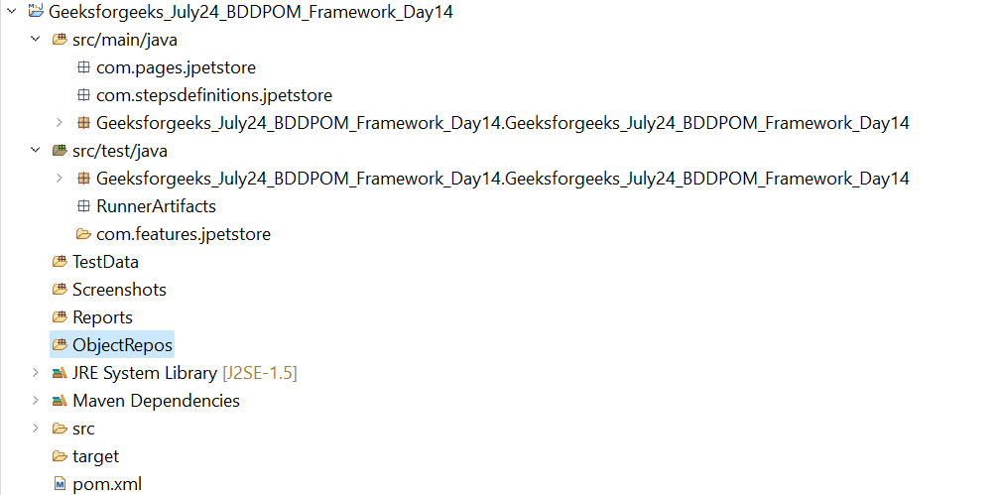 Geeksforgeeks_July24_BDDPOM_Framework_Day14
src/main/java
com.pages.jpetstore
com.stepsdefinitions.jpetstore
Geeksforgeeks_July24_BDDPOM_Framework_Day14.Geeksforgeeks_July24_BDDPOM_Framework_Day14
src/test/java
Geeksforgeeks_July24_BDDPOM_Framework_Day14.Geeksforgeeks_July24_BDDPOM_Framework_Day14
RunnerArtifacts
com.features.jpetstore
TestData
Screenshots
Reports
ObjectRepos
JRE System Library [J2SE-1.5]
Maven Dependencies
src
target
pom.xml